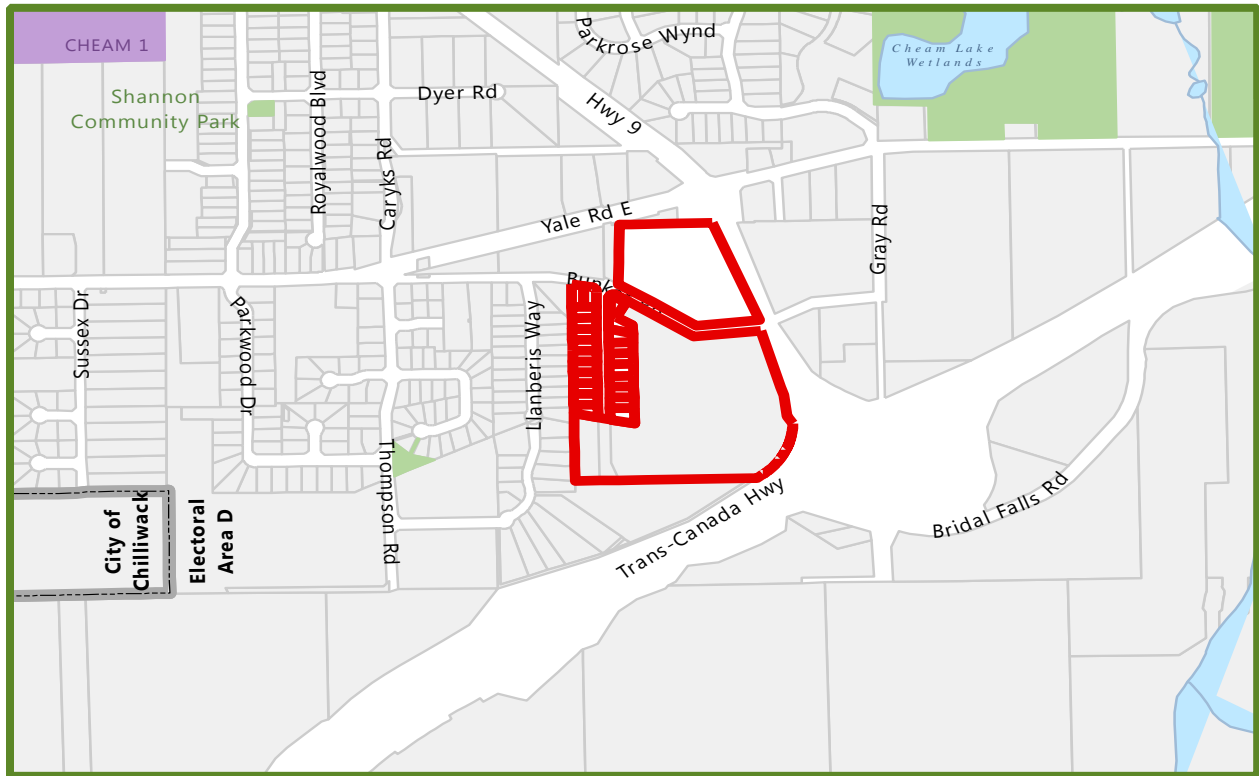 CHEAM 1
Parkrose Wynd
Cheam Lake
Wetlands
Shannon
Community Park
Dyer Rd
Hwy 9
Royalwood Blvd
Caryks Rd
Yale Rd E
Gray Rd
Sussex Dr
Parkwood Dr
Llanberis Way
Thompson Rd
City of
Chilliwack
Electoral
Area D
Trans-Canada Hwy
Bridal Falls Rd